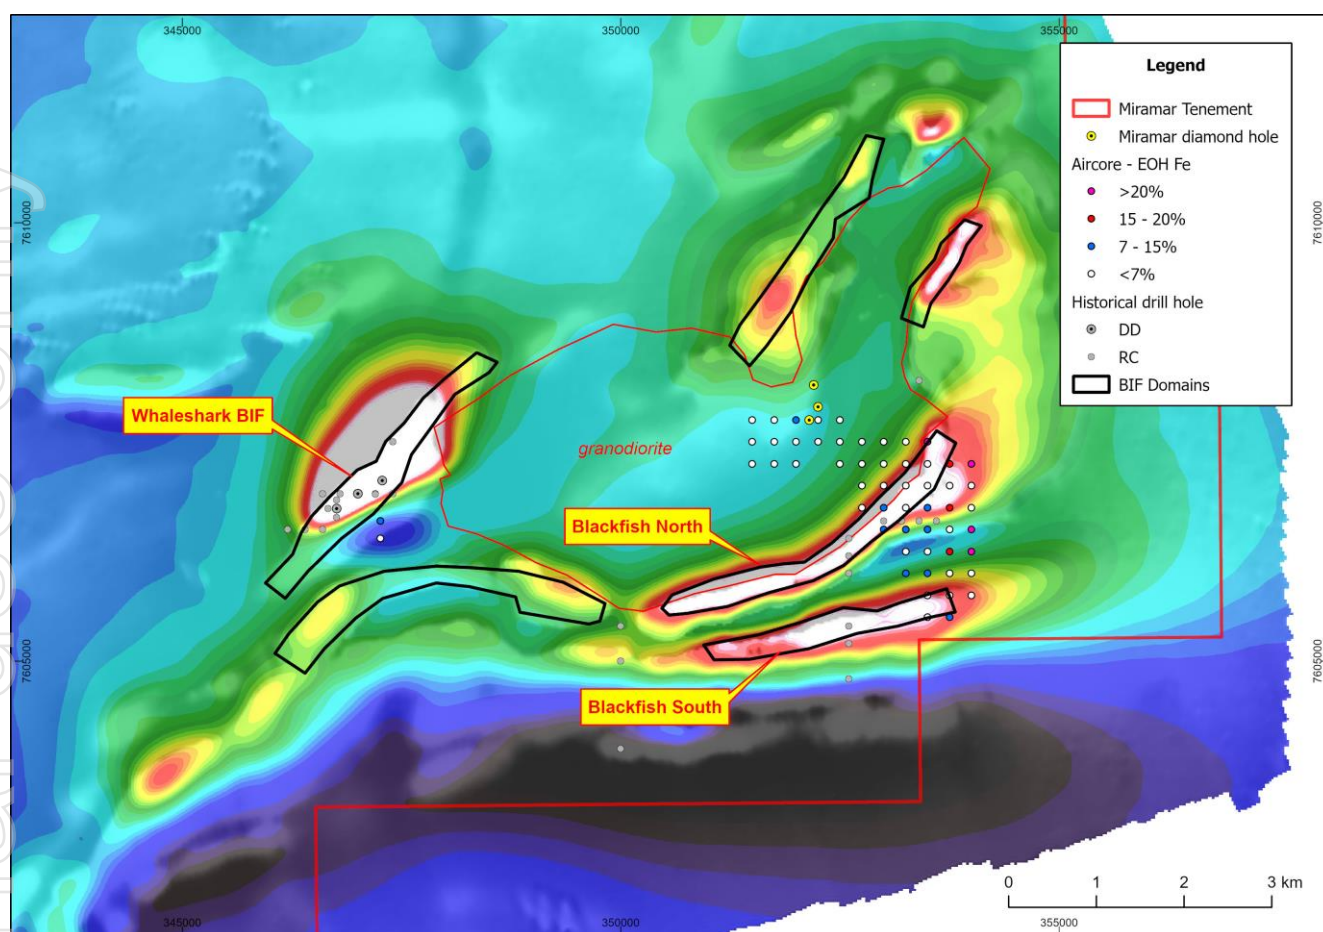 345000
350000
355000
Legend
Miramar Tenement
Miramar diamond hole
Aircore - EOH Fe
>20%
15 - 20%
7 - 15%
<7%
Historical drill hole
DD
RC
BIF Domains
7610000
7610000
Whaleshark BIF
granodiorite
Blackfish North
Blackfish South
7605000
7605000
0 1 2 3 km
345000
350000
355000